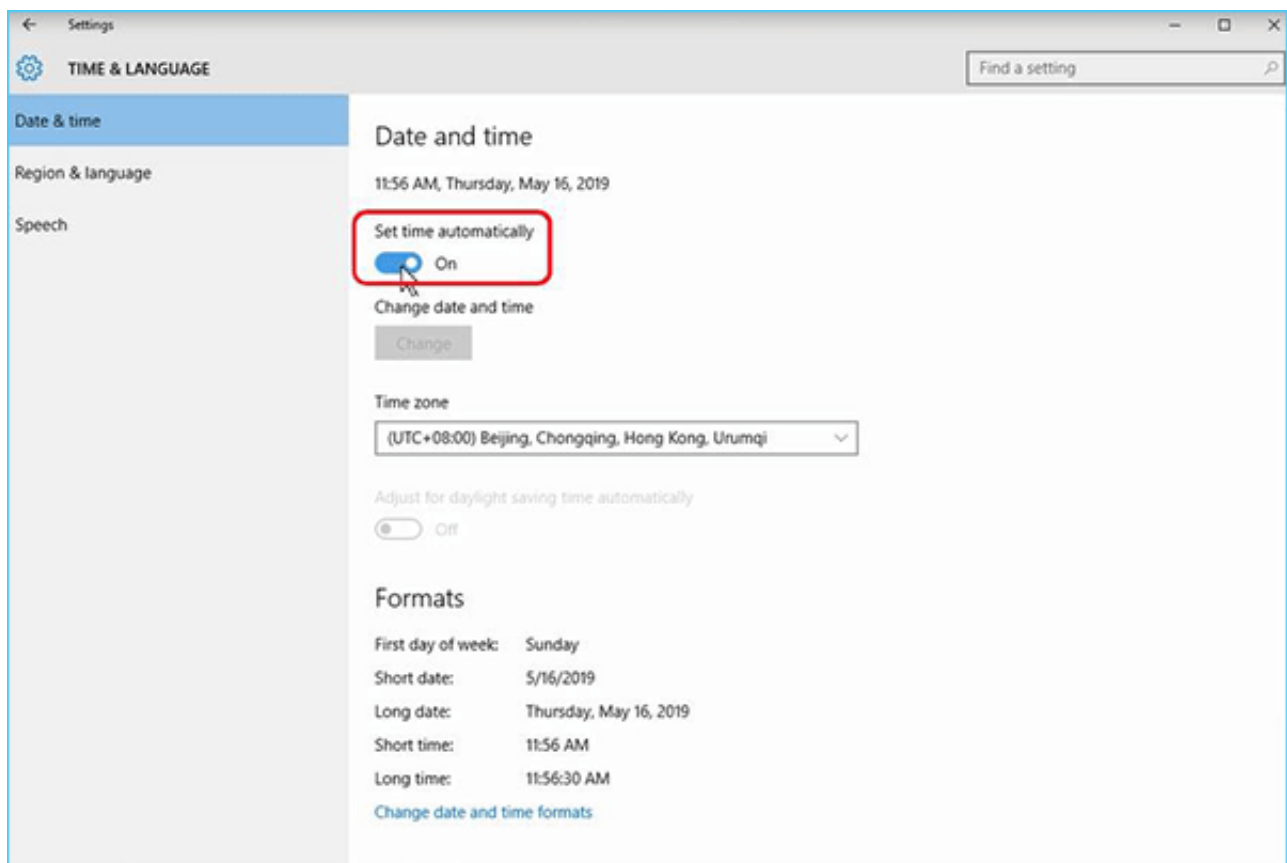 Settings
TIME & LANGUAGE
Find a setting
Date & time
Region & language
Speech
Date and time
11:56 AM, Thursday, May 16, 2019
Set time automatically
On
Change date and time
Change
Time zone
(UTC+08:00) Beijing, Chongqing, Hong Kong, Urumqi
Adjust for daylight saving time automatically
Off
Formats
First day of week: Sunday
Short date: 5/16/2019
Long date: Thursday, May 16, 2019
Short time: 11:56 AM
Long time: 11:56:30 AM
Change date and time formats